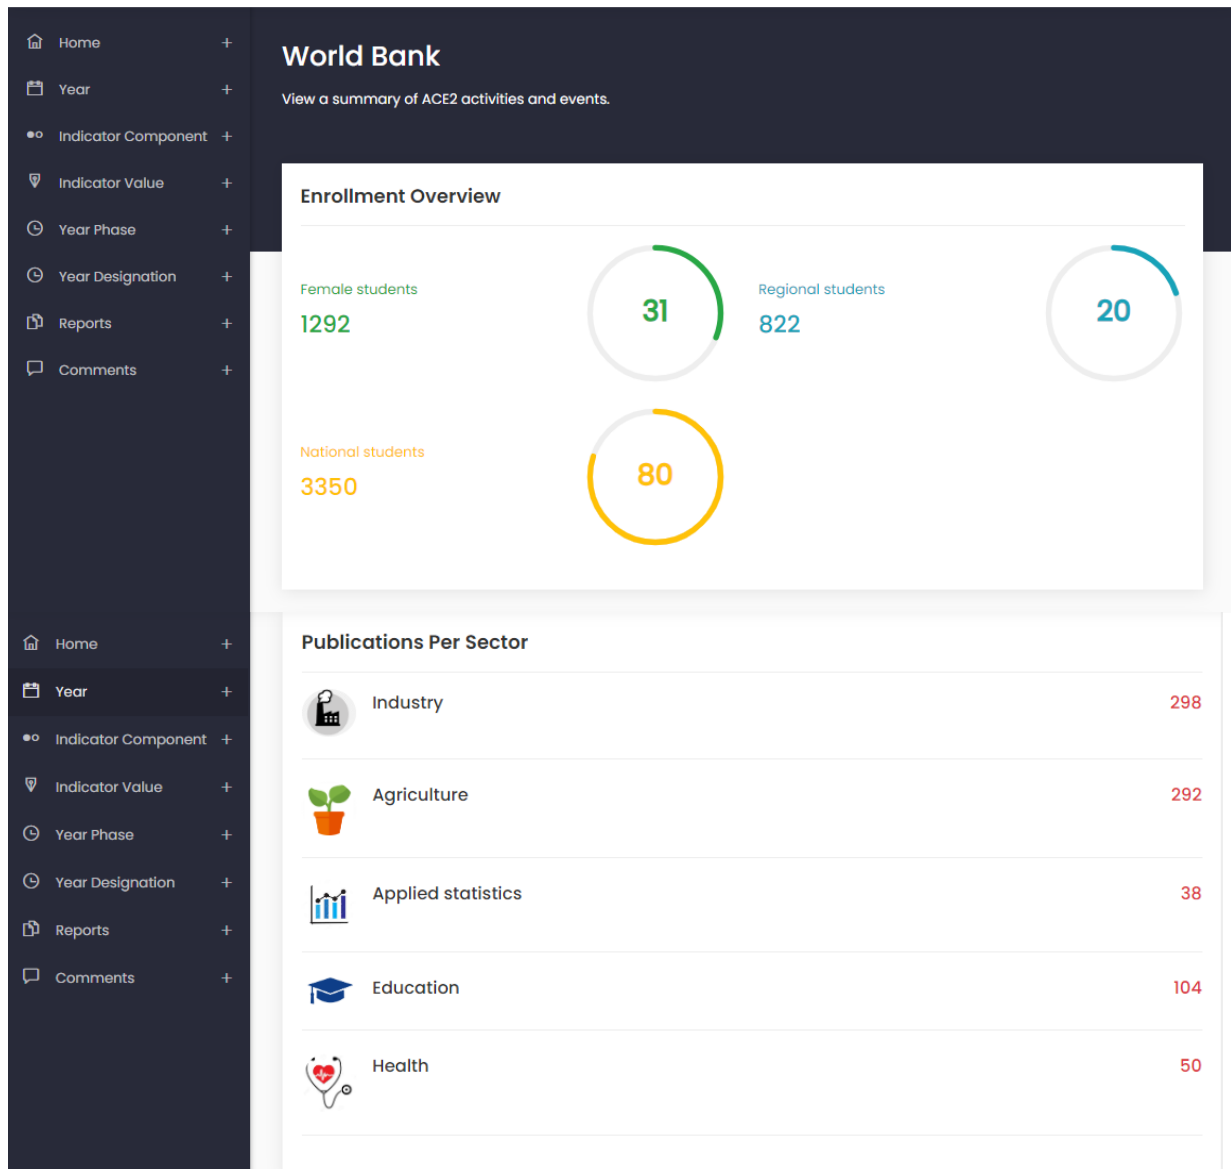 Home +
Year +
Indicator Component +
Indicator Value +
Year Phase +
Year Designation +
Reports +
Comments +
World Bank
View a summary of ACE2 activities and events.
Enrollment Overview
Female students
1292
31
Regional students
822
20
National students
3350
80
Home +
Year +
Indicator Component +
Indicator Value +
Year Phase +
Year Designation +
Reports +
Comments +
Publications Per Sector
Industry 298
Agriculture 292
Applied statistics 38
Education 104
Health 50